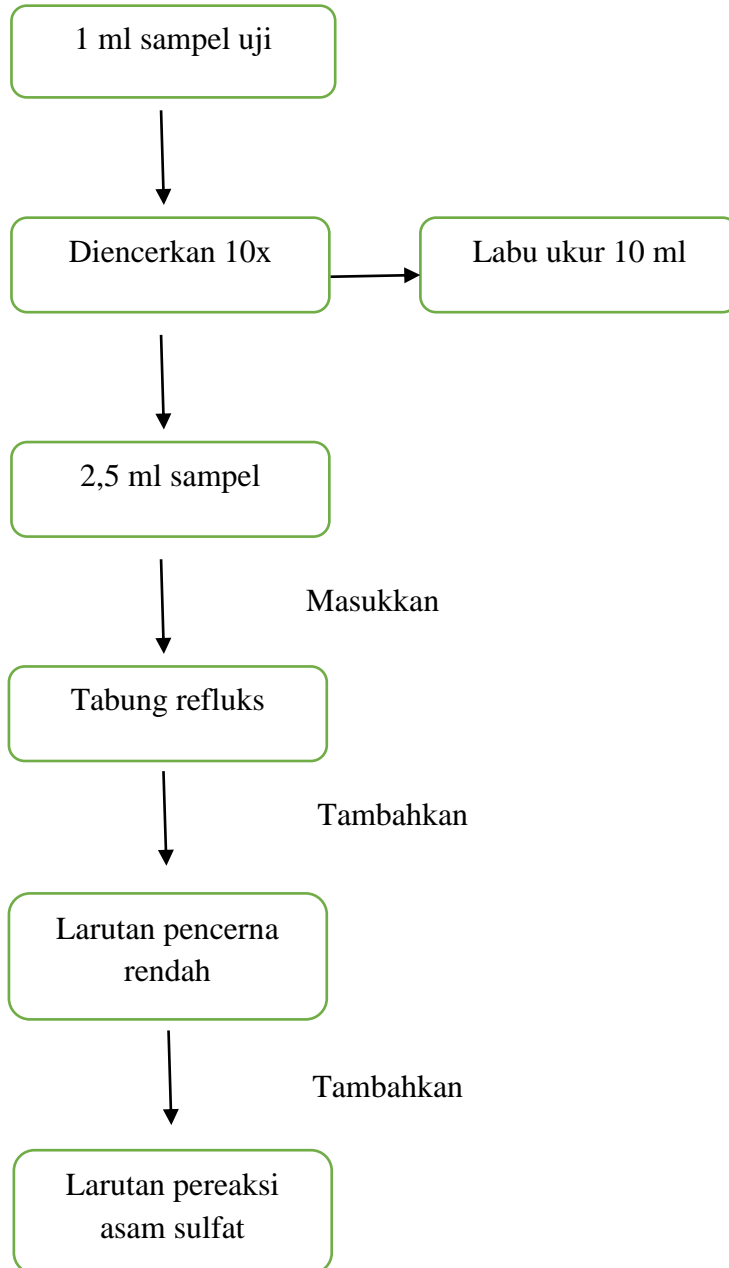 1 ml sampel uji
Diencerkan 10x
Labu ukur 10 ml
2,5 ml sampel
Masukkan
Tabung refluks
Tambahkan
Larutan pencerna
rendah
Tambahkan
Larutan pereaksi
asam sulfat